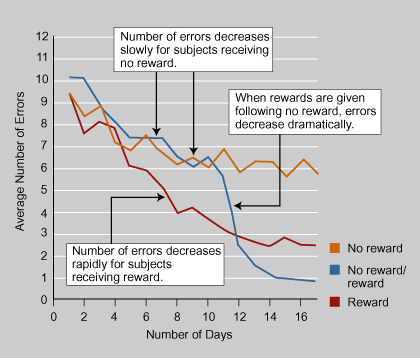 Number of errors decreases
slowly for subjects receiving
no reward.
When rewards are given
following no reward, errors
decrease dramatically.
Number of errors decreases
rapidly for subjects
receiving reward.
Average Number of Errors
12
11
10
9
8
7
6
5
4
3
2
1
0
0 2 4 6 8 10 12 14 16
Number of Days
No reward
No reward/
reward
Reward